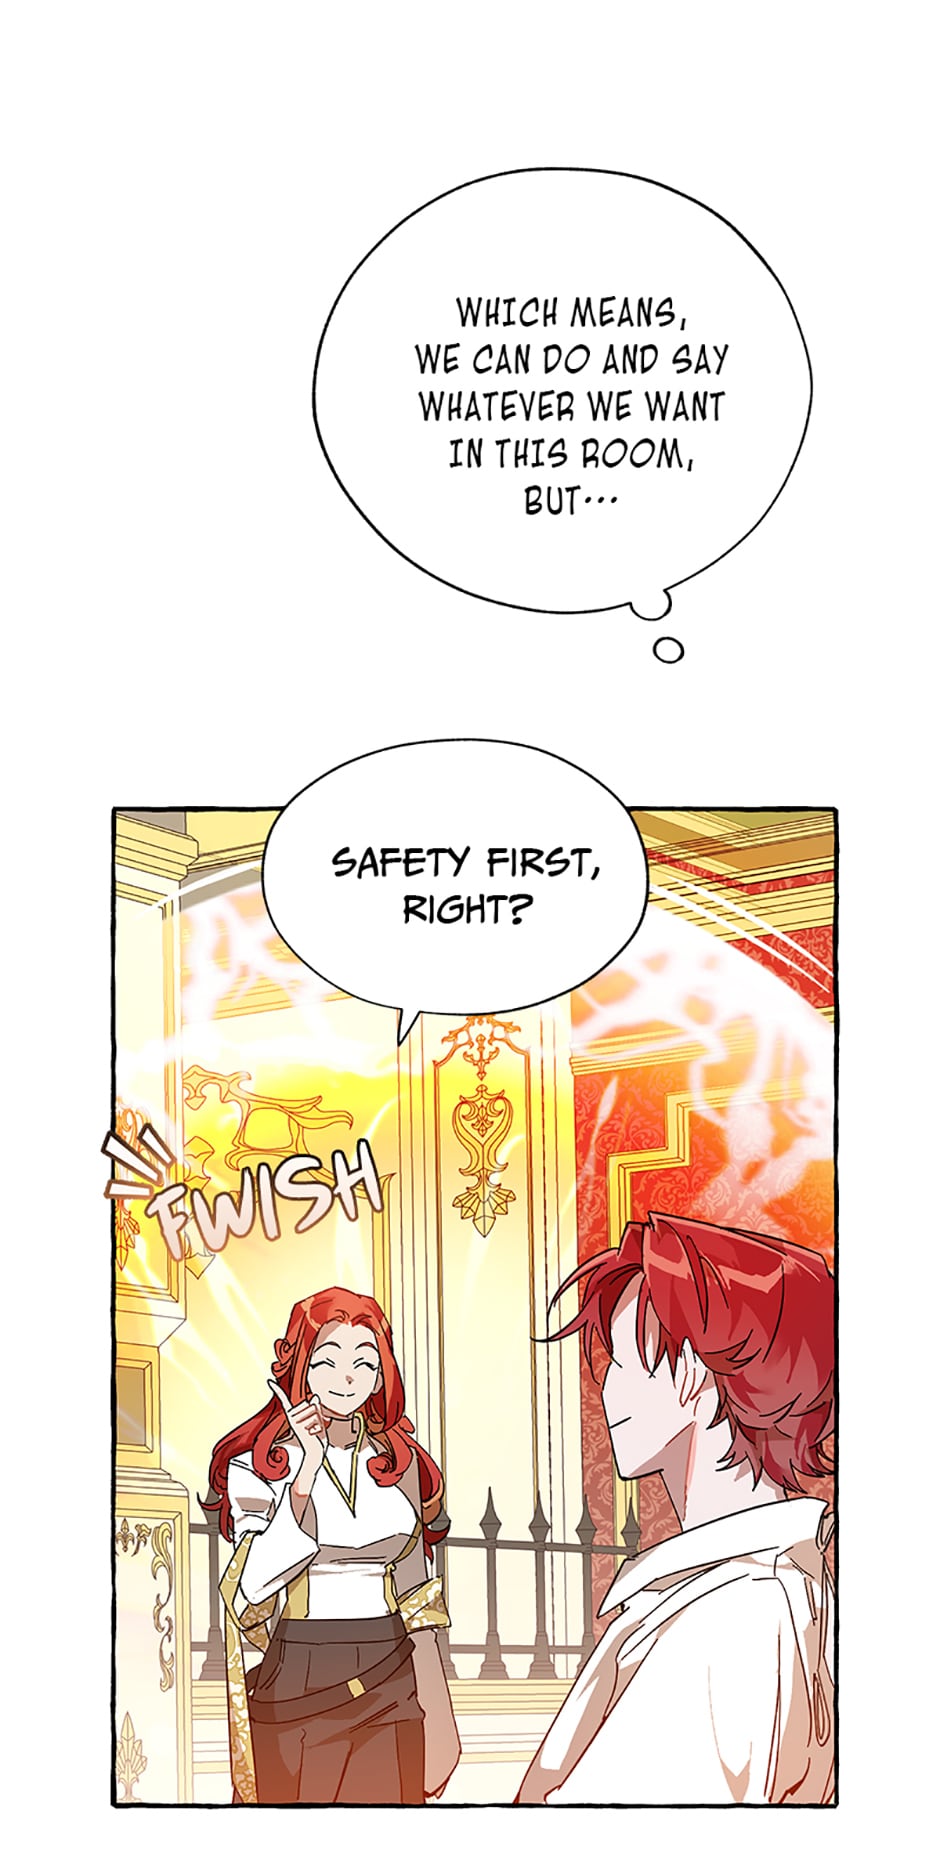 WHICH MEANS,
WE CAN DO AND SAY
WHATEVER WE WANT
IN THIS ROOM,
BUT...
SAFETY FIRST,
RIGHT?
FWISH